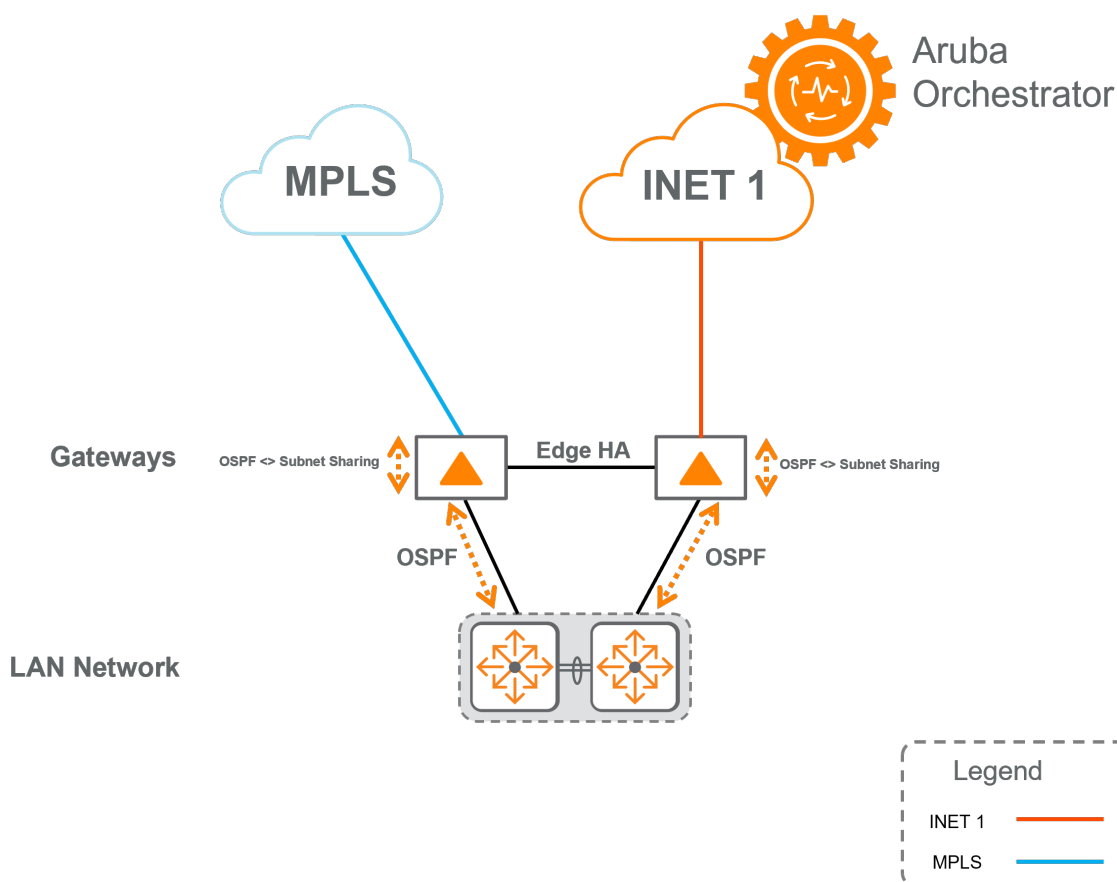 Aruba
Orchestrator
MPLS
INET 1
Gateways
OSPF <> Subnet Sharing
Edge HA
OSPF <> Subnet Sharing
OSPF
OSPF
LAN Network
Legend
INET 1
MPLS